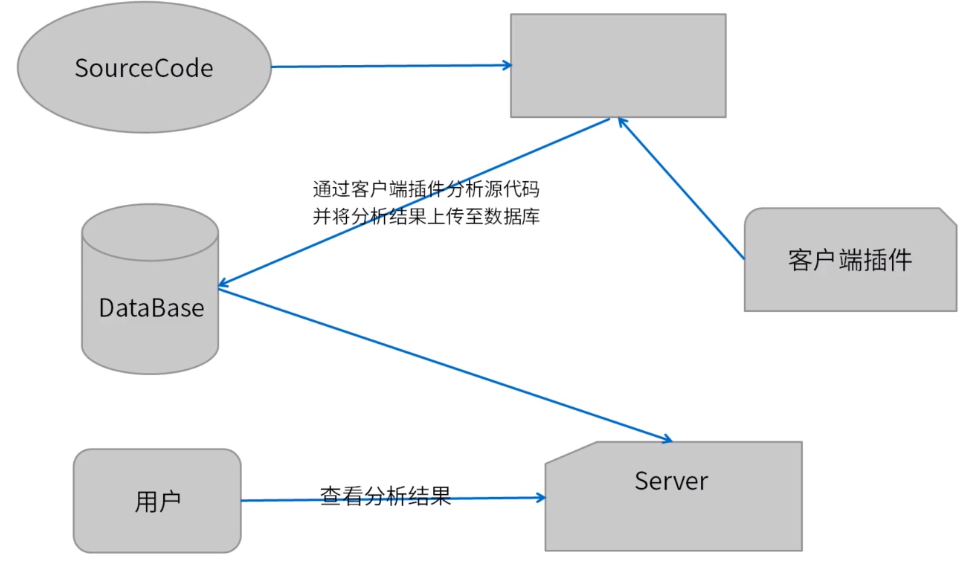 SourceCode
通过客户端插件分析源代码
并将分析结果上传至数据库
客户端插件
DataBase
Server
用户
查看分析结果